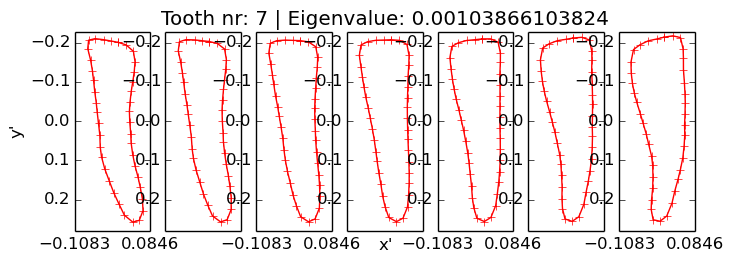 Tooth nr: 7 | Eigenvalue: 0.00103866103824
−0.2 −0.2 −0.2 −0.2 −0.2 −0.2 −0.2
−0.1 −0.1 −0.1 −0.1 −0.1 −0.1 −0.1
0.0 0.0 0.0 0.0 0.0 0.0 0.0
0.1 0.1 0.1 0.1 0.1 0.1 0.1
0.2 0.2 0.2 0.2 0.2 0.2 0.2
y'
−0.1083 0.0846 −0.1083 0.0846 −0.1083 0.0846 −0.1083 0.0846
x'